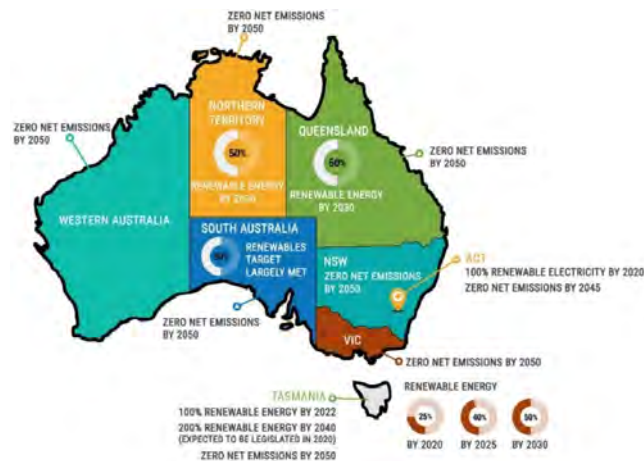 ZERO NET EMISSIONS
BY 2050
NORTHERN
TERRITORY
50%
RENEWABLE ENERGY
BY
QUEENSLAND
50%
RENEWABLE ENERGY
BY 2030
ZERO NET EMISSIONS
BY 2050
ZERO NET EMISSIONS
BY 2050
WESTERN AUSTRALIA
SOUTH AUSTRALIA
RENEWABLES
TARGET
LARGELY MET
NSW
ZERO NET EMISSIONS
BY 2050
ACT
100% RENEWABLE ELECTRICITY BY 2020
ZERO NET EMISSIONS BY 2045
ZERO NET EMISSIONS
BY 2050
VIC
ZERO NET EMISSIONS BY 2050
TASMANIA
100% RENEWABLE ENERGY BY 2022
200% RENEWABLE ENERGY BY 2040
(EXPECTED TO BE LEGISLATED IN 2020)
ZERO NET EMISSIONS BY 2050
RENEWABLE ENERGY
25%
40%
50%
BY 2020
BY 2025
BY 2030